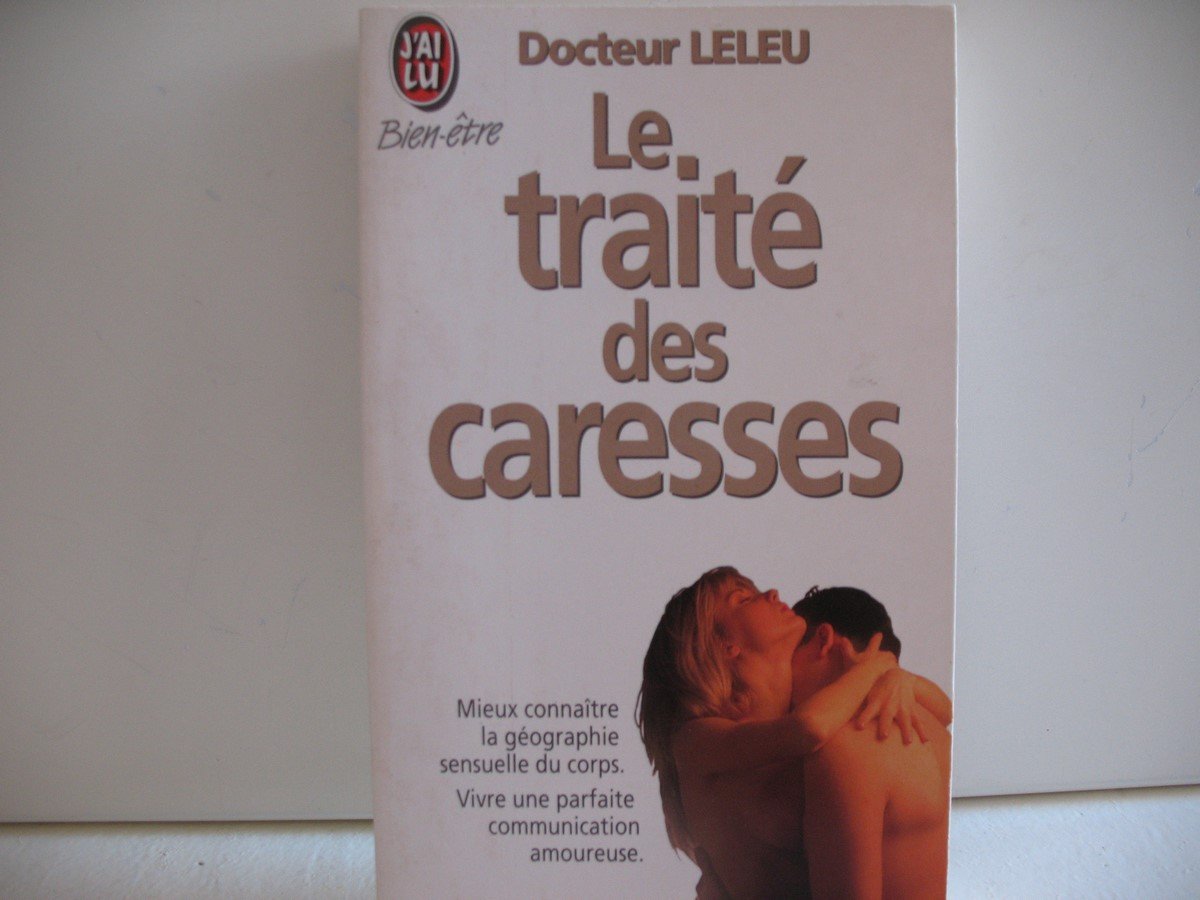 J'AI
LU
Bien-être
Docteur LELEU
Le
traité
des
caresses
Mieux connaître
la géographie
sensuelle du corps.
Vivre une parfaite
communication
amoureuse.